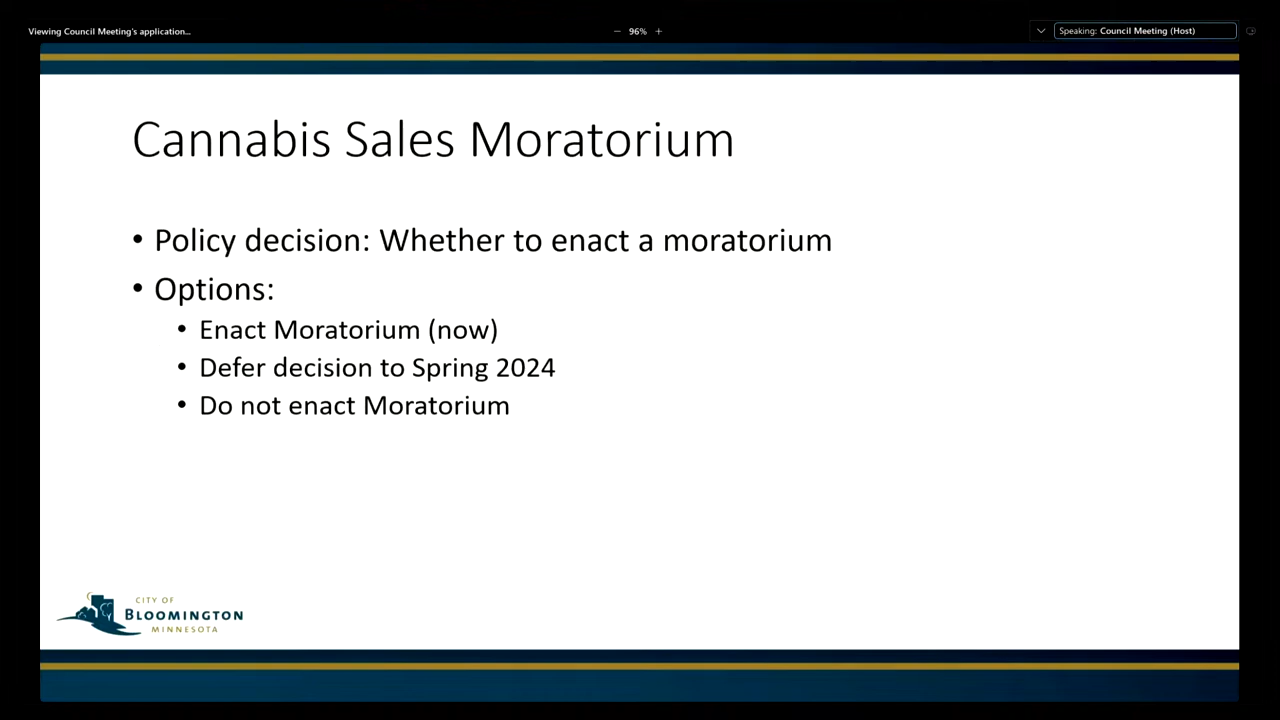 Viewing Council Meeting's application...
− 96% +
Speaking: Council Meeting (Host)
Cannabis Sales Moratorium
• Policy decision: Whether to enact a moratorium
• Options:
• Enact Moratorium (now)
• Defer decision to Spring 2024
• Do not enact Moratorium
CITY OF
BLOOMINGTON
MINNESOTA